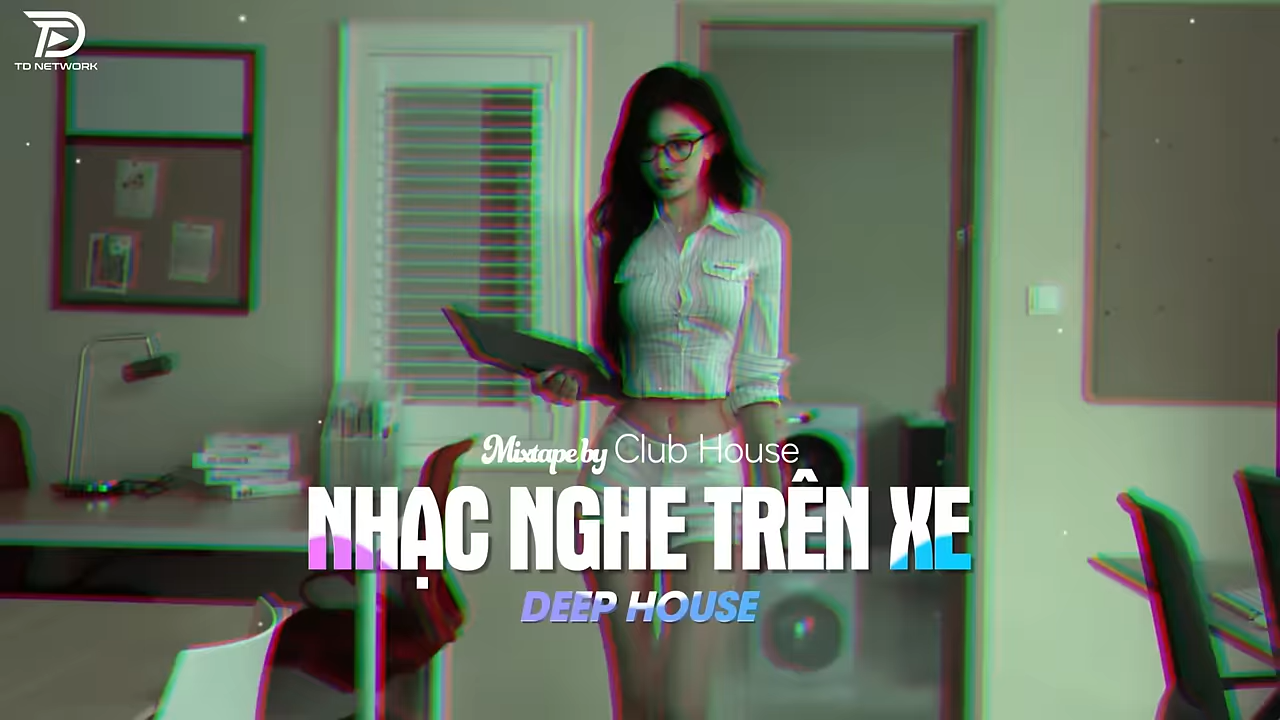 TD NETWORK
Mixtape by Club House
NHẠC NGHE TRÊN XE
DEEP HOUSE